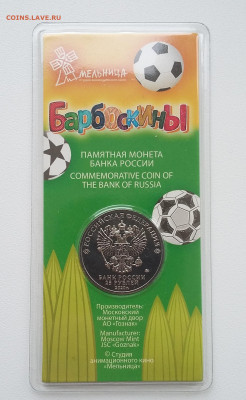 COINS.LAVE.RU
Мельница
Барбоскины
ПАМЯТНАЯ МОНЕТА
БАНКА РОССИИ
COMMEMORATIVE COIN OF
THE BANK OF RUSSIA
РОССИЙСКАЯ ФЕДЕРАЦИЯ
БАНК РОССИИ
25 РУБЛЕЙ
2020 г.
Производитель:
Московский
монетный двор
АО «Гознак»
Manufacturer:
Moscow Mint
JSC «Goznak»
© Студия
анимационного кино
«Мельница»